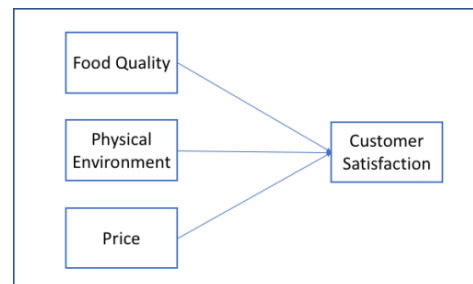 Food Quality
Physical
Environment
Price
Customer
Satisfaction